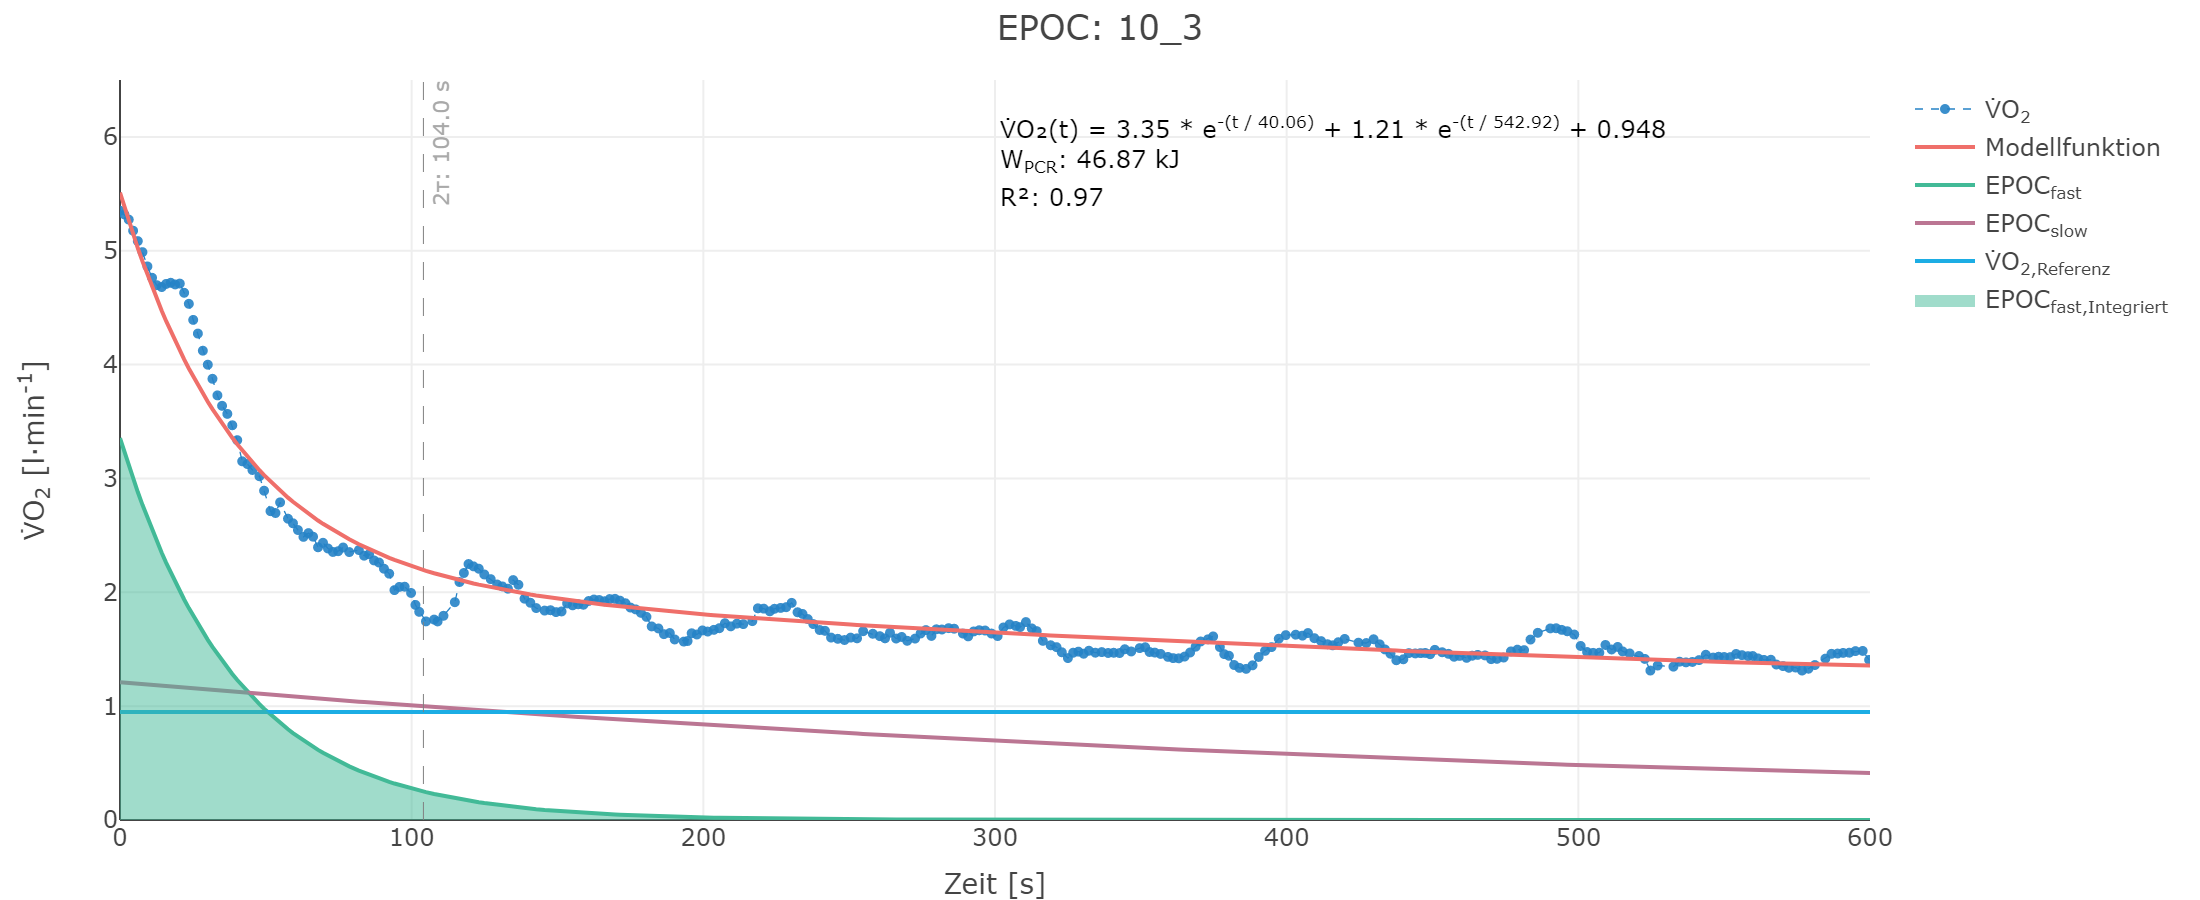 EPOC: 10_3
2τ: 104.0 s
V̇O₂(t) = 3.35 * e^-(t / 40.06) + 1.21 * e^-(t / 542.92) + 0.948
W_PCR: 46.87 kJ
R²: 0.97
V̇O₂
Modellfunktion
EPOC_fast
EPOC_slow
V̇O₂,Referenz
EPOC_fast,Integriert
V̇O₂ [l·min⁻¹]
6
5
4
3
2
1
0
0 100 200 300 400 500 600
Zeit [s]